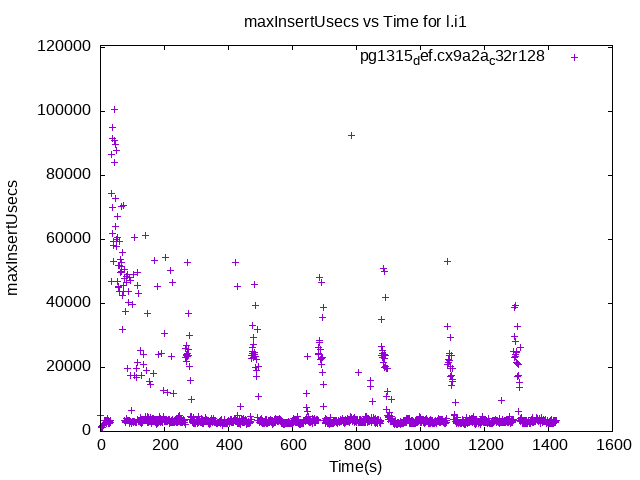 maxInsertUsecs vs Time for l.i1
pg1315def.cx9a2ac32r128
maxInsertUsecs
120000
100000
80000
60000
40000
20000
0
0 200 400 600 800 1000 1200 1400 1600
Time(s)